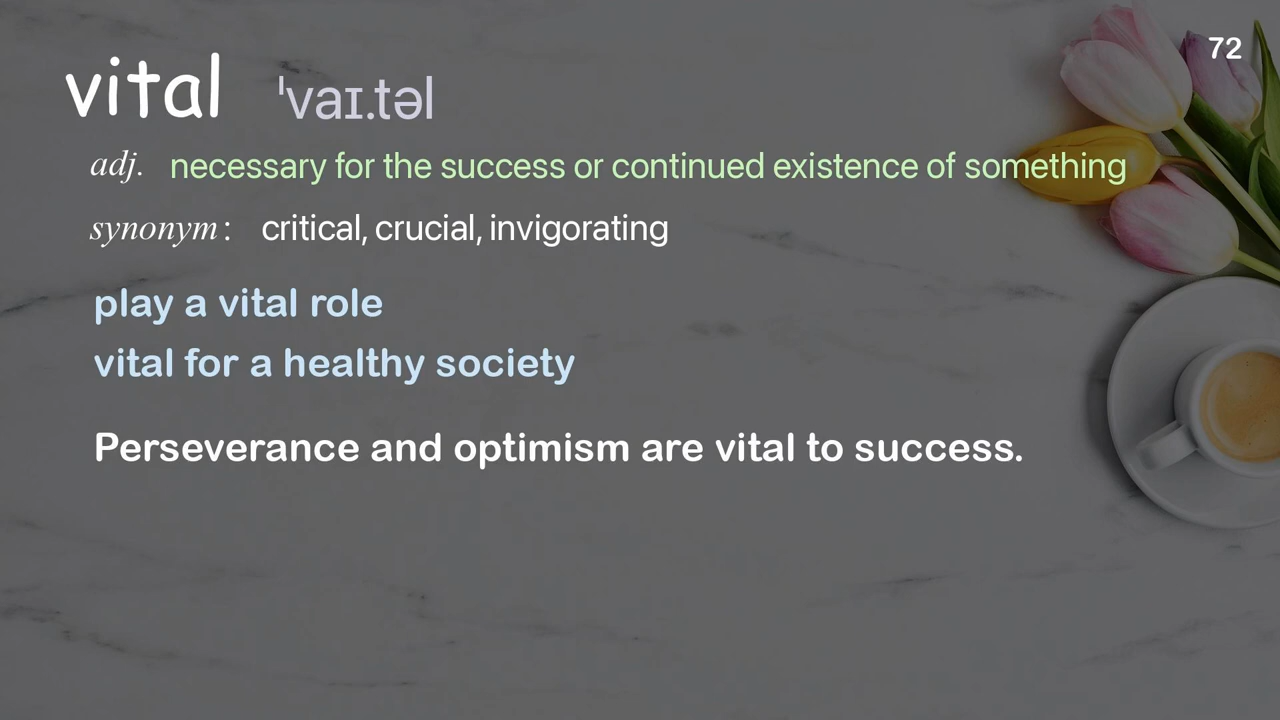 72
vital ˈvaɪ.təl
adj. necessary for the success or continued existence of something
synonym : critical, crucial, invigorating
play a vital role
vital for a healthy society
Perseverance and optimism are vital to success.